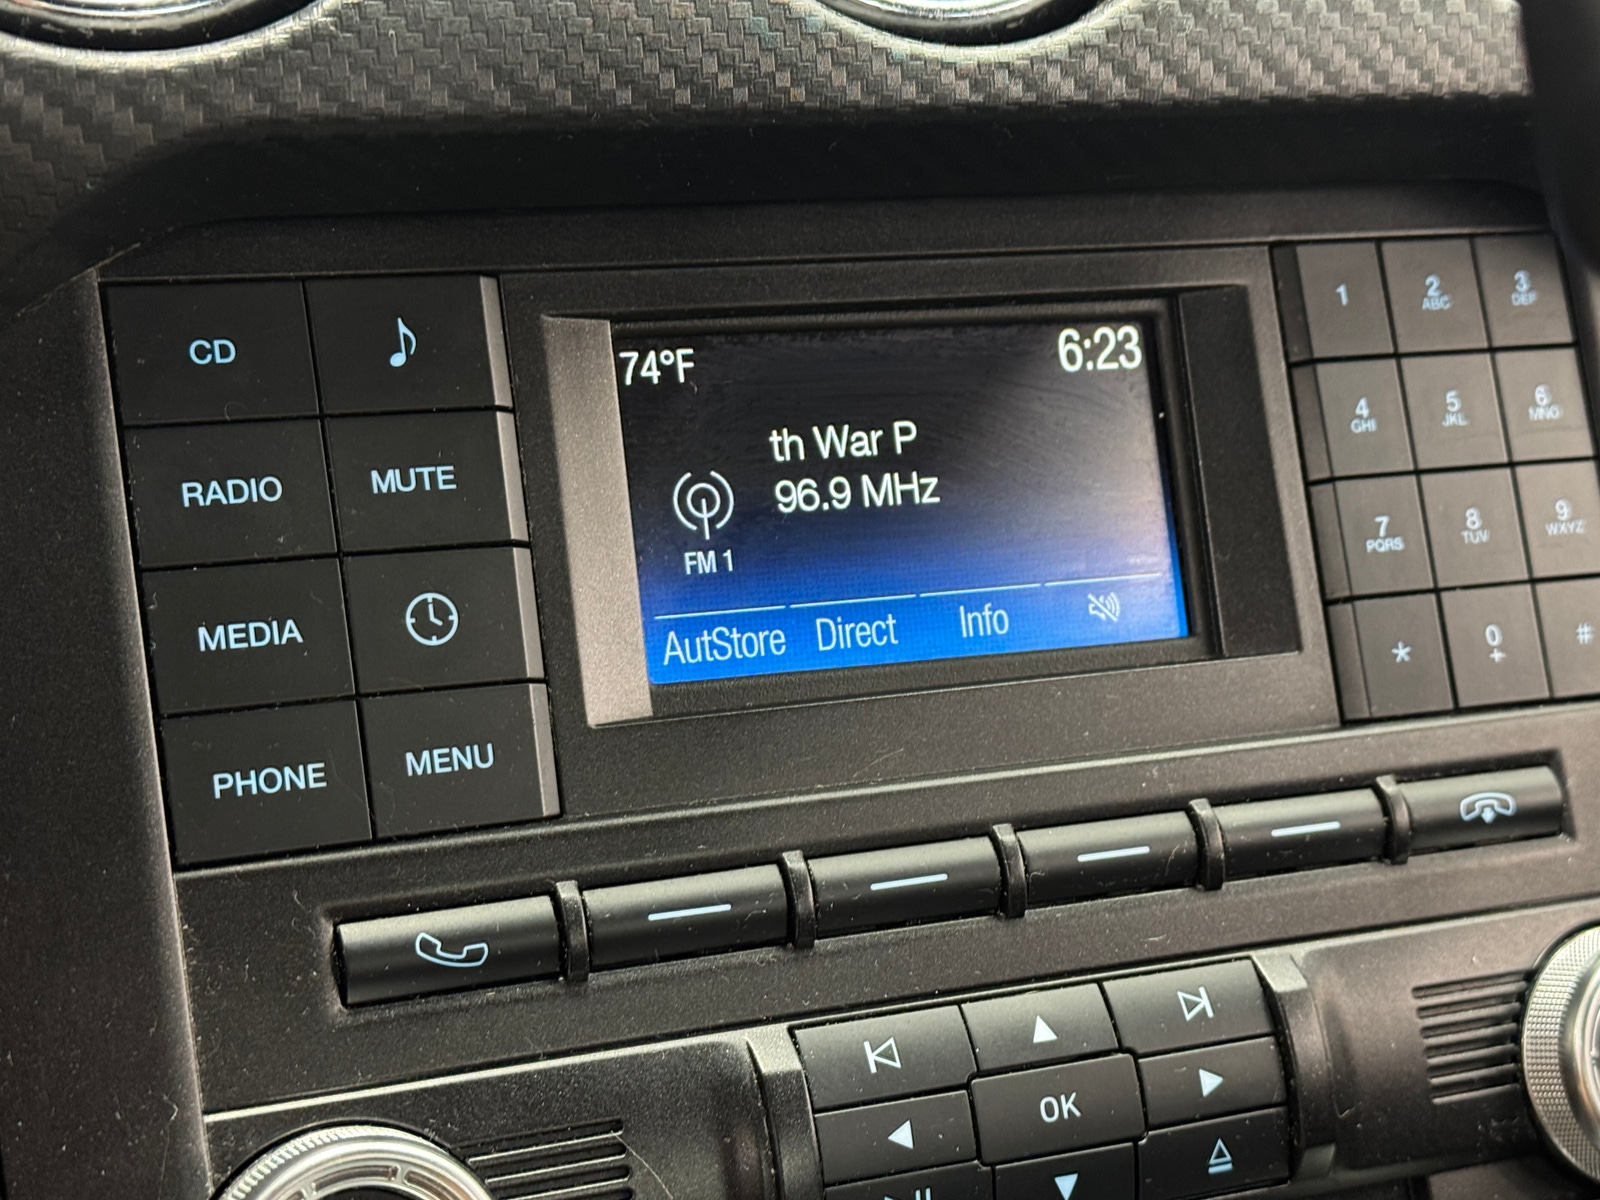 74°F
6:23
th War P
96.9 MHz
FM 1
AutStore Direct Info
CD
RADIO MUTE
MEDIA
PHONE MENU
1 2 ABC 3 DEF
4 GHI 5 JKL 6 MNO
7 PQRS 8 TUV 9 WXYZ
* 0 + #
OK